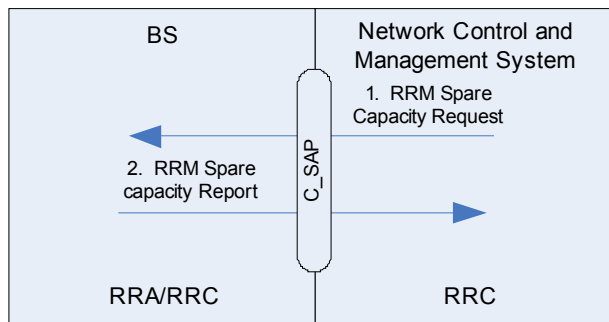 BS
Network Control and
Management System
1. RRM Spare
Capacity Request
2. RRM Spare
capacity Report
C_SAP
RRA/RRC
RRC